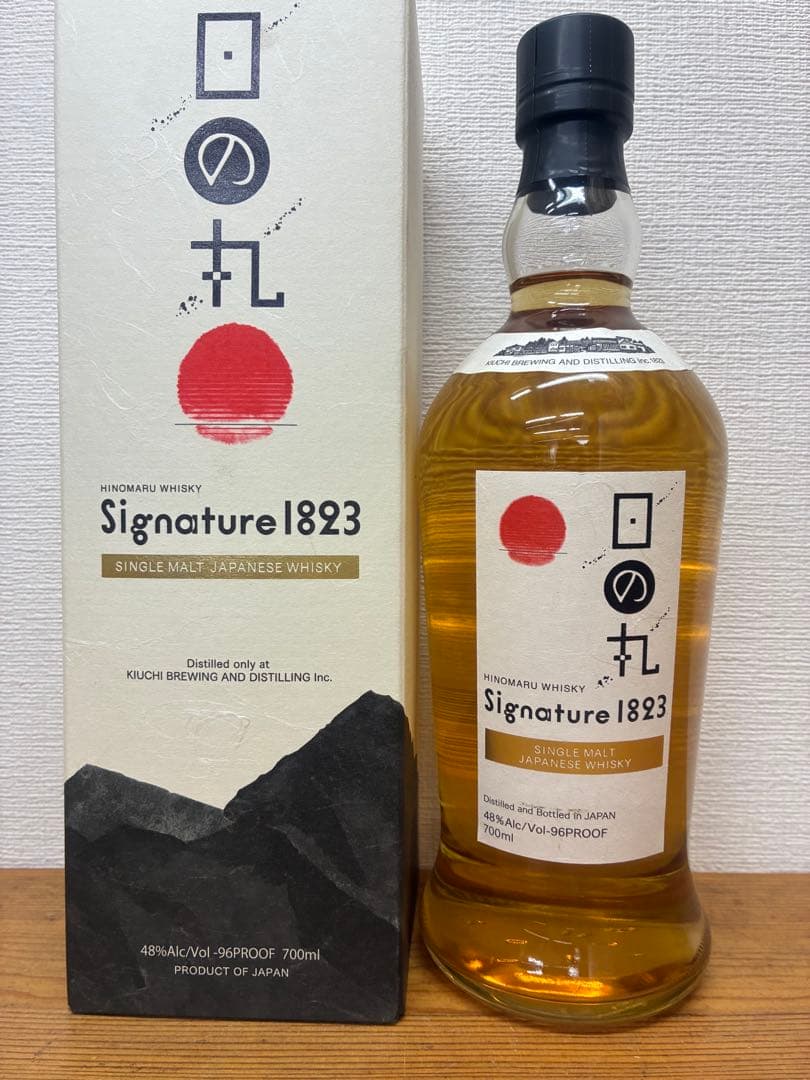 日の丸
HINOMARU WHISKY
Signature 1823
SINGLE MALT JAPANESE WHISKY
Distilled only at
KIUCHI BREWING AND DISTILLING Inc.
48%Alc/Vol -96PROOF 700ml
PRODUCT OF JAPAN
KIUCHI BREWING AND DISTILLING Inc. 1823
日の丸
HINOMARU WHISKY
Signature 1823
SINGLE MALT
JAPANESE WHISKY
Distilled and Bottled in JAPAN
48%Alc/Vol-96PROOF
700ml